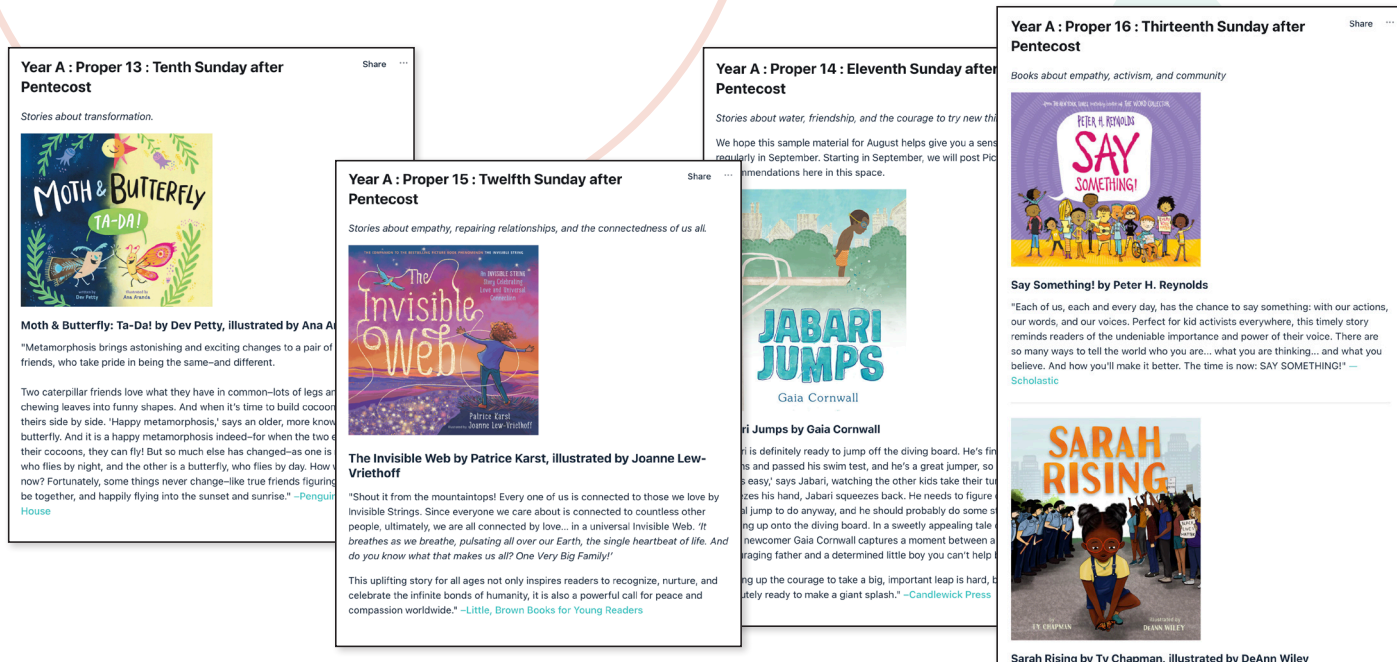 Year A : Proper 13 : Tenth Sunday after
Pentecost
Share
...
Stories about transformation.
MOTH & BUTTERFLY
TA-DA!
written by
Dev Petty
illustrated by
Ana Aranda
Moth & Butterfly: Ta-Da! by Dev Petty, illustrated by Ana
"Metamorphosis brings astonishing and exciting changes to a pair of
friends, who take pride in being the same–and different.
Two caterpillar friends love what they have in common–lots of legs
chewing leaves into funny shapes. And when it's time to build
theirs side by side. 'Happy metamorphosis,' says an older, more
butterfly. And it is a happy metamorphosis indeed–for when the two
their cocoons, they can fly! But so much else has changed–as one is
who flies by night, and the other is a butterfly, who flies by day. How
now? Fortunately, some things never change–like true friends
be together, and happily flying into the sunset and sunrise."
House
Year A : Proper 15 : Twelfth Sunday after
Pentecost
Share
...
Stories about empathy, repairing relationships, and the connectedness of us all.
THE COMPANION TO THE BESTSELLING PICTURE BOOK PHENOMENON THE INVISIBLE STRING
The
Invisible
Web
An INVISIBLE STRING
Story Celebrating
Love and Universal
Connection
Patrice Karst
Illustrated by Joanne Lew-Vriethoff
The Invisible Web by Patrice Karst, illustrated by Joanne Lew-
Vriethoff
"Shout it from the mountaintops! Every one of us is connected to those we love by
Invisible Strings. Since everyone we care about is connected to countless other
people, ultimately, we are all connected by love... in a universal Invisible Web. 'It
breathes as we breathe, pulsating all over our Earth, the single heartbeat of life. And
do you know what that makes us all? One Very Big Family!'
This uplifting story for all ages not only inspires readers to recognize, nurture, and
celebrate the infinite bonds of humanity, it is also a powerful call for peace and
compassion worldwide." –Little, Brown Books for Young Readers
Year A : Proper 14 : Eleventh Sunday after
Pentecost
Stories about water, friendship, and the courage to try new
We hope this sample material for August helps give you a
regularly in September. Starting in September, we will post
here in this space.
JABARI
JUMPS
Gaia Cornwall
Jumps by Gaia Cornwall
is definitely ready to jump off the diving board. He's
and passed his swim test, and he's a great jumper, so
easy,' says Jabari, watching the other kids take their
his hand, Jabari squeezes back. He needs to figure
jump to do anyway, and he should probably do some
up onto the diving board. In a sweetly appealing tale
newcomer Gaia Cornwall captures a moment between a
father and a determined little boy you can't help
up the courage to take a big, important leap is hard,
ready to make a giant splash." –Candlewick Press
Year A : Proper 16 : Thirteenth Sunday after
Pentecost
Share
...
Books about empathy, activism, and community
PETER H. REYNOLDS
SAY
SOMETHING!
Say Something! by Peter H. Reynolds
"Each of us, each and every day, has the chance to say something: with our actions,
our words, and our voices. Perfect for kid activists everywhere, this timely story
reminds readers of the undeniable importance and power of their voice. There are
so many ways to tell the world who you are... what you are thinking... and what you
believe. And how you'll make it better. The time is now: SAY SOMETHING!" —
Scholastic
SARAH
RISING
BLACK
LIVES
MATTER
by
TY CHAPMAN
illustrated by
DeANN WILEY
Sarah Rising by Ty Chapman, illustrated by DeAnn Wiley